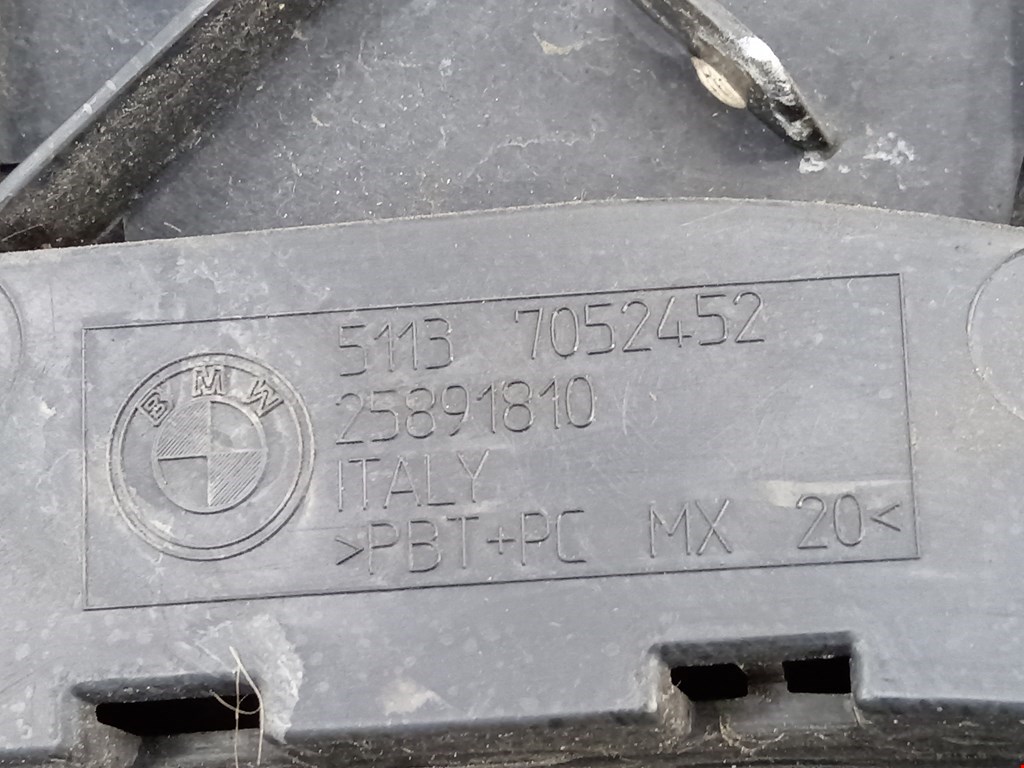 BMW
5113 7052452
25891810
ITALY
>PBT+PC MX 20<